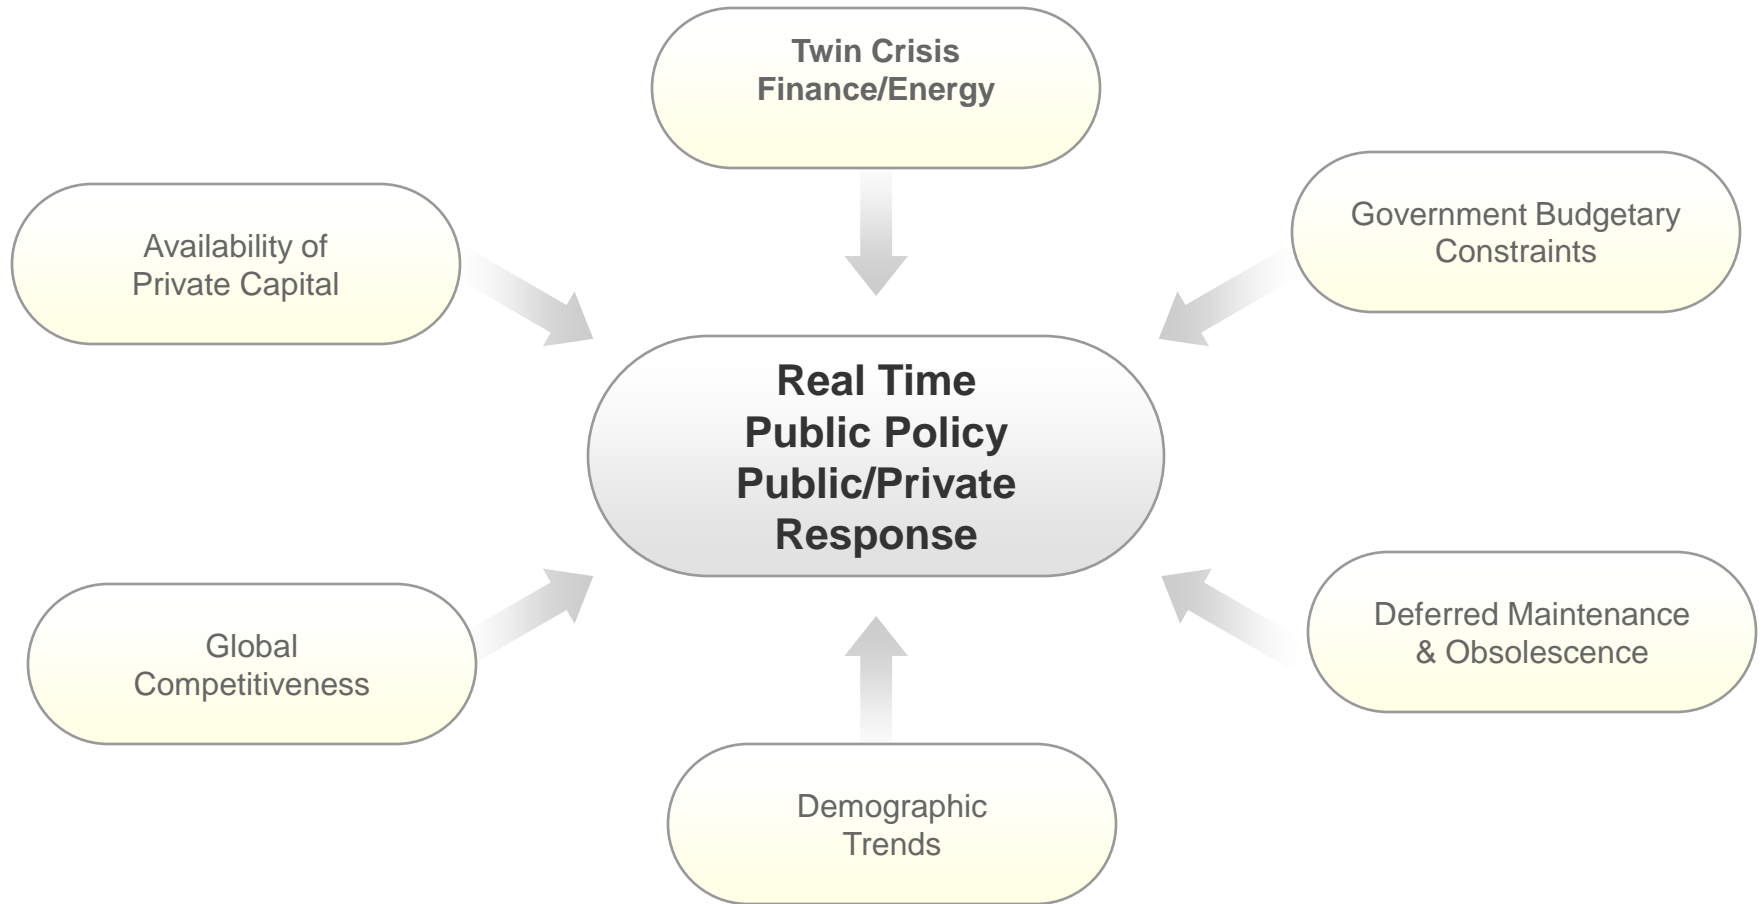 Twin Crisis
Finance/Energy
Availability of
Private Capital
Government Budgetary
Constraints
Real Time
Public Policy
Public/Private
Response
Global
Competitiveness
Deferred Maintenance
& Obsolescence
Demographic
Trends